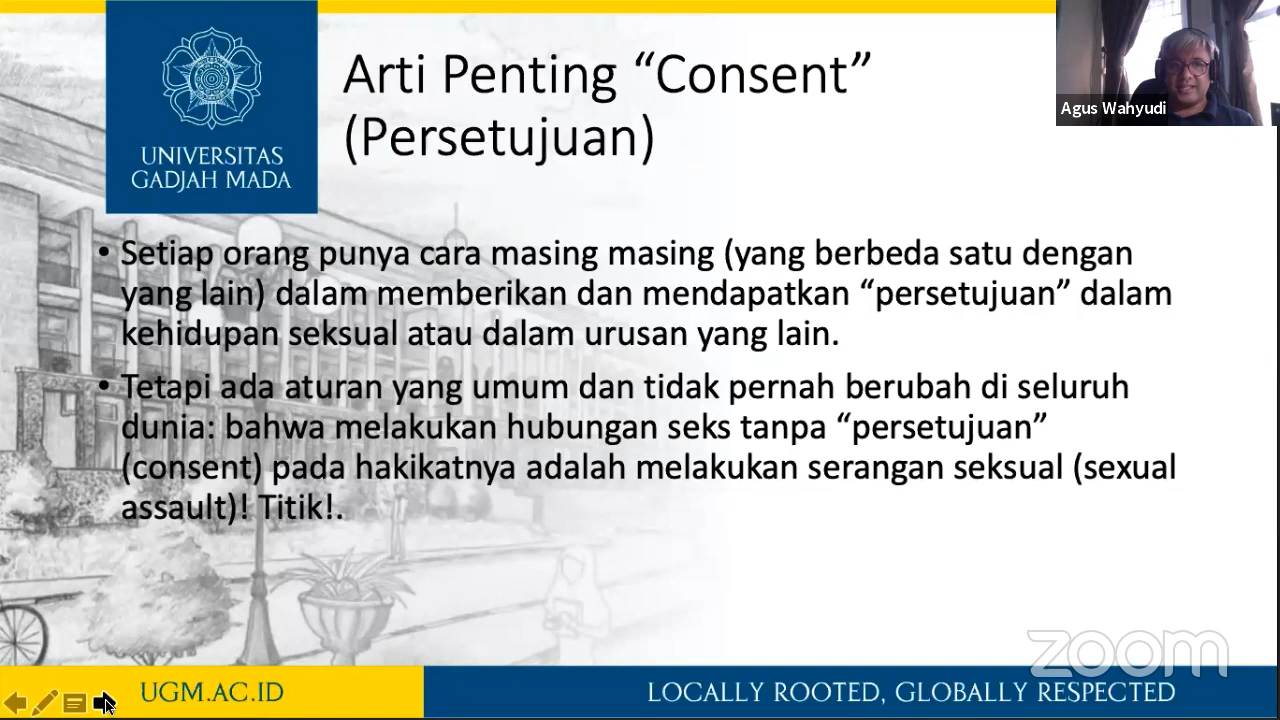 Arti Penting “Consent”
(Persetujuan)
UNIVERSITAS
GADJAH MADA
Agus Wahyudi
• Setiap orang punya cara masing masing (yang berbeda satu dengan
yang lain) dalam memberikan dan mendapatkan “persetujuan” dalam
kehidupan seksual atau dalam urusan yang lain.
• Tetapi ada aturan yang umum dan tidak pernah berubah di seluruh
dunia: bahwa melakukan hubungan seks tanpa “persetujuan”
(consent) pada hakikatnya adalah melakukan serangan seksual (sexual
assault)! Titik!.
zoom
UGM.AC.ID
LOCALLY ROOTED, GLOBALLY RESPECTED